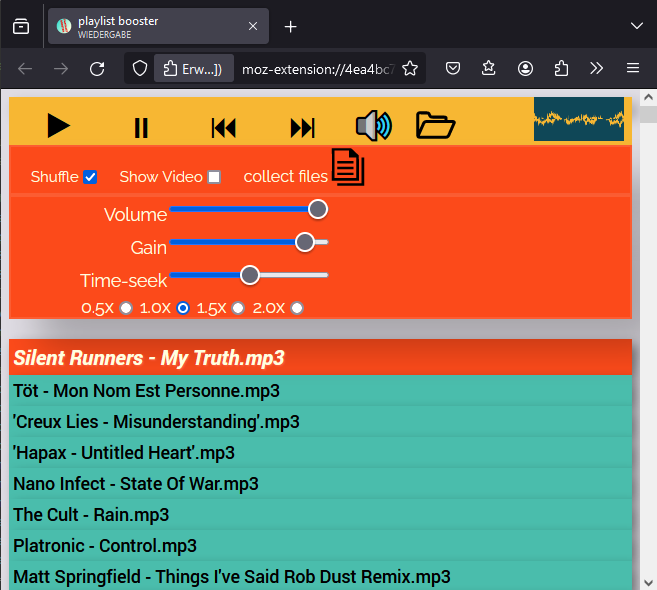 playlist booster
WIEDERGABE
Erw...])
moz-extension://4ea4bc7
Shuffle
Show Video
collect files
Volume
Gain
Time-seek
0.5x 1.0x 1.5x 2.0x
Silent Runners - My Truth.mp3
Töt - Mon Nom Est Personne.mp3
'Creux Lies - Misunderstanding'.mp3
'Hapax - Untitled Heart'.mp3
Nano Infect - State Of War.mp3
The Cult - Rain.mp3
Platronic - Control.mp3
Matt Springfield - Things I've Said Rob Dust Remix.mp3